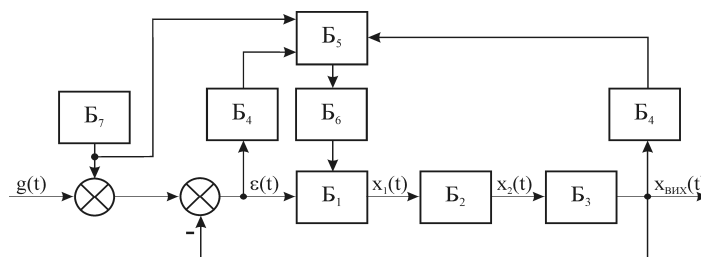 Б₅
Б₇
Б₄
Б₆
Б₄
g(t)
ε(t)
Б₁
x₁(t)
Б₂
x₂(t)
Б₃
xВИХ(t)
-